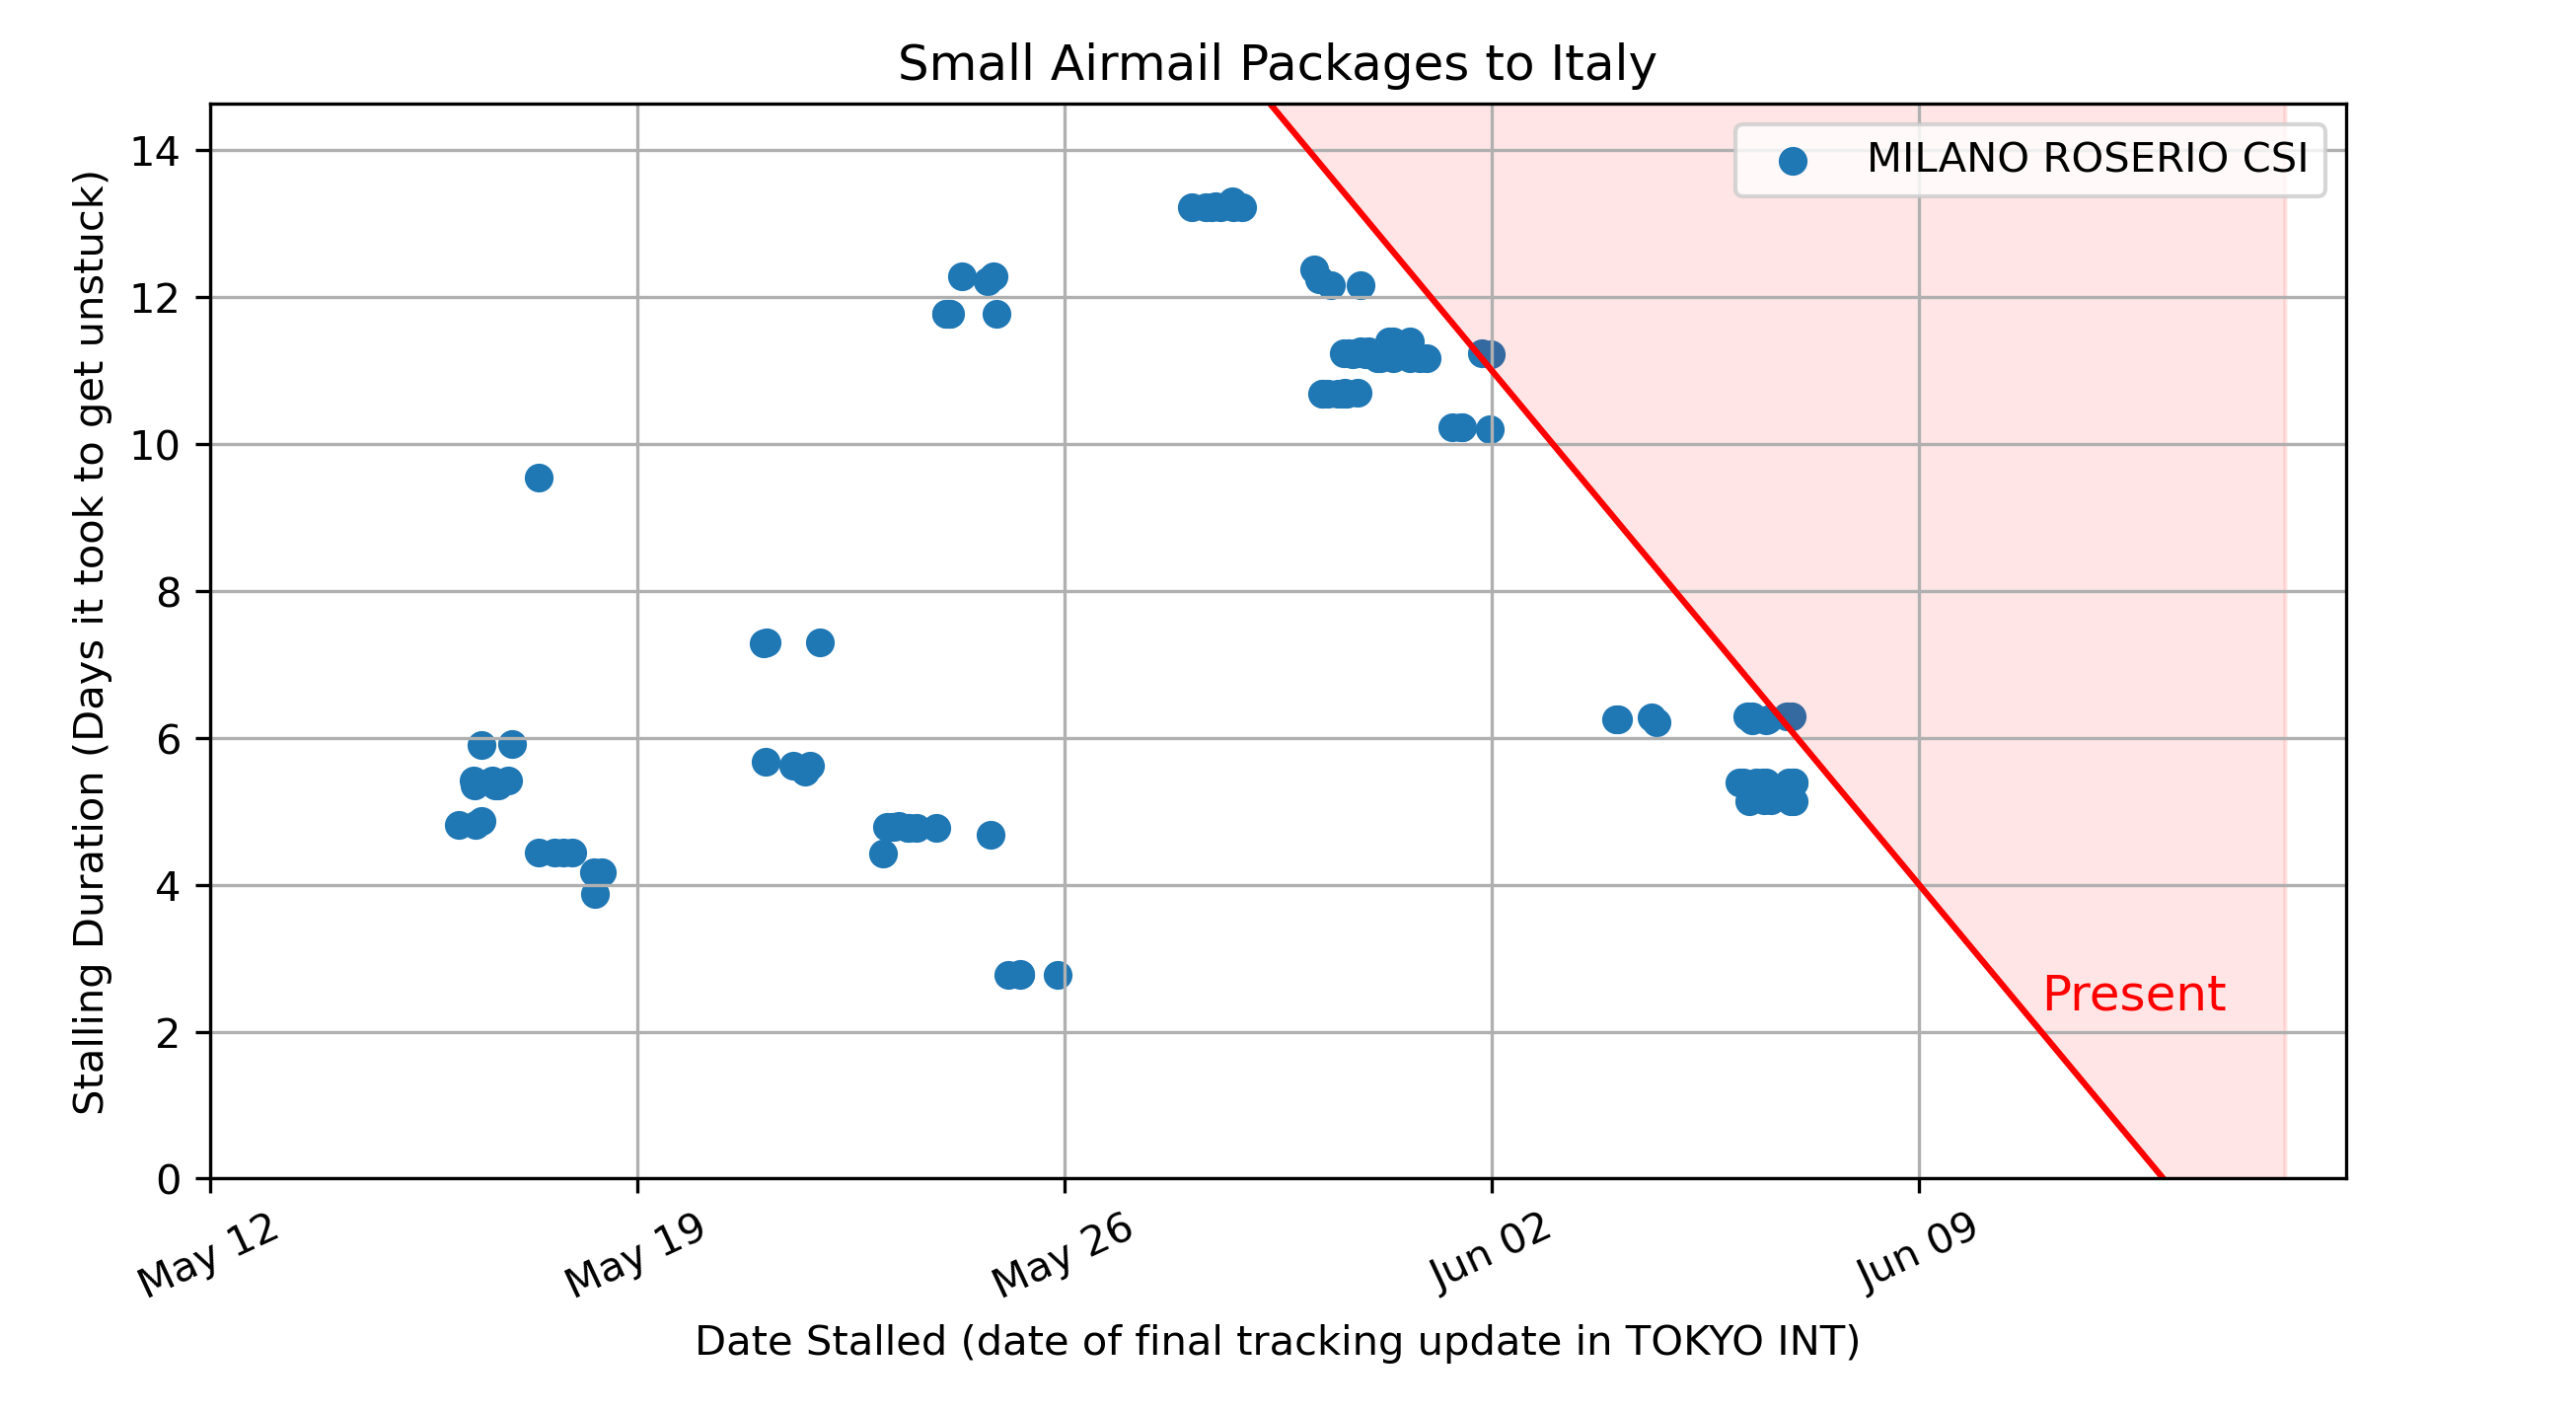 Small Airmail Packages to Italy
MILANO ROSERIO CSI
Stalling Duration (Days it took to get unstuck)
14
12
10
8
6
4
2
0
Present
May 12
May 19
May 26
Jun 02
Jun 09
Date Stalled (date of final tracking update in TOKYO INT)